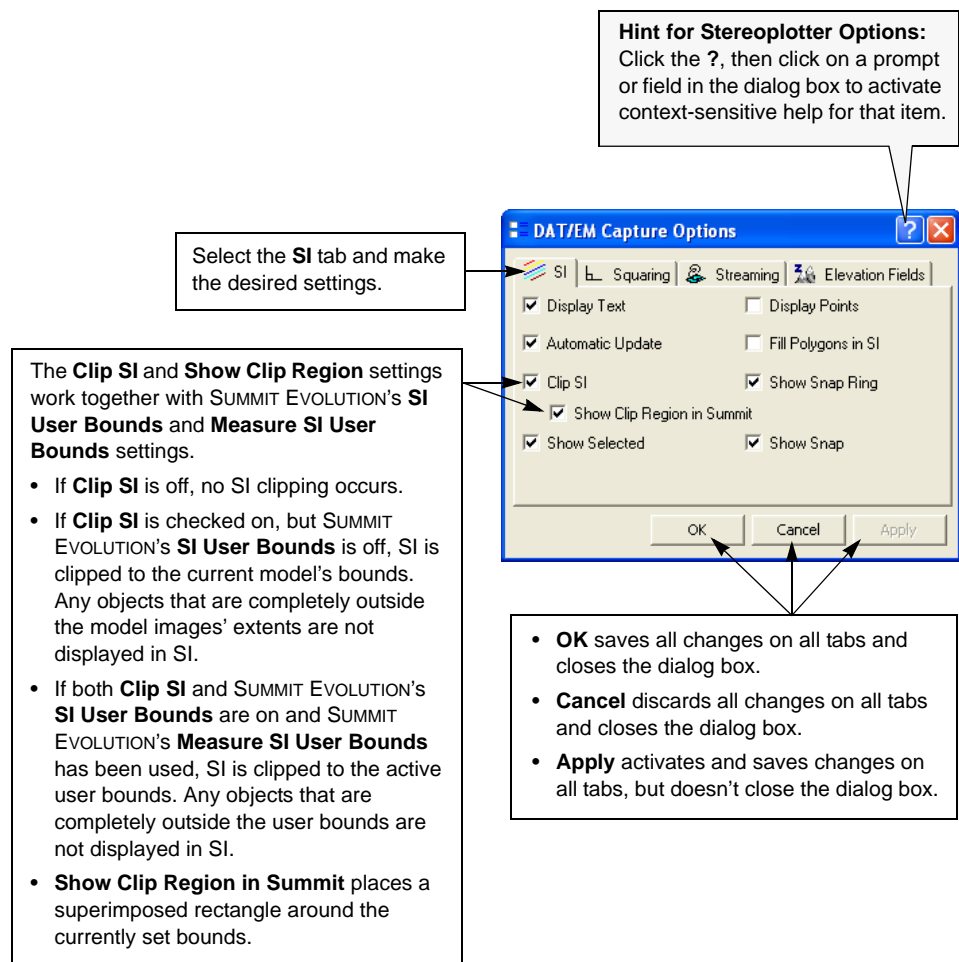 Hint for Stereoplotter Options:
Click the ?, then click on a prompt
or field in the dialog box to activate
context-sensitive help for that item.
Select the SI tab and make
the desired settings.
DAT/EM Capture Options
SI
Squaring
Streaming
Elevation Fields
Display Text
Display Points
Automatic Update
Fill Polygons in SI
Clip SI
Show Snap Ring
Show Clip Region in Summit
Show Selected
Show Snap
OK
Cancel
Apply
The Clip SI and Show Clip Region settings
work together with SUMMIT EVOLUTION's SI
User Bounds and Measure SI User
Bounds settings.
• If Clip SI is off, no SI clipping occurs.
• If Clip SI is checked on, but SUMMIT
EVOLUTION's SI User Bounds is off, SI is
clipped to the current model's bounds.
Any objects that are completely outside
the model images' extents are not
displayed in SI.
• If both Clip SI and SUMMIT EVOLUTION's
SI User Bounds are on and SUMMIT
EVOLUTION's Measure SI User Bounds
has been used, SI is clipped to the active
user bounds. Any objects that are
completely outside the user bounds are
not displayed in SI.
• Show Clip Region in Summit places a
superimposed rectangle around the
currently set bounds.
• OK saves all changes on all tabs and
closes the dialog box.
• Cancel discards all changes on all tabs
and closes the dialog box.
• Apply activates and saves changes on
all tabs, but doesn't close the dialog box.